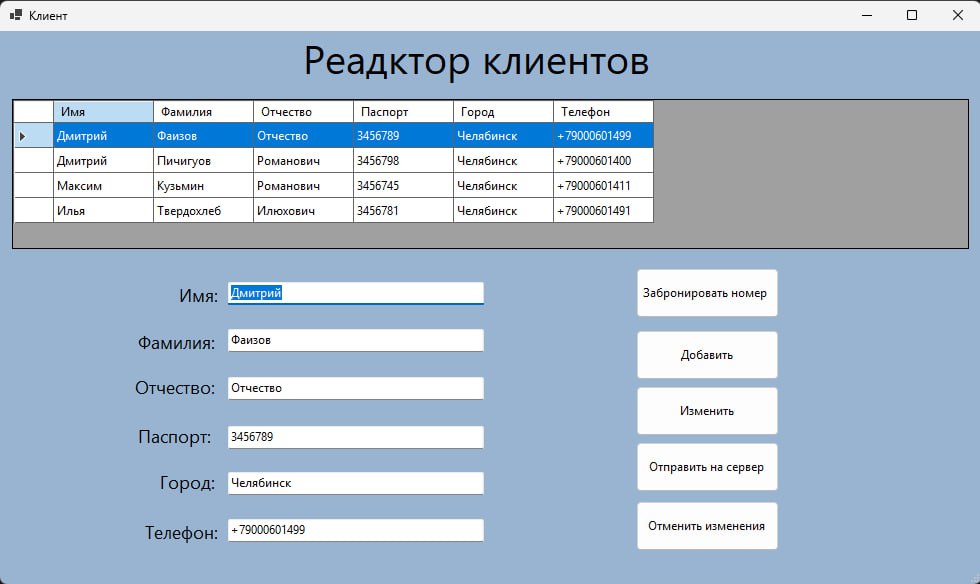 Клиент
Реадктор клиентов
Имя Фамилия Отчество Паспорт Город Телефон
Дмитрий Фаизов Отчество 3456789 Челябинск +79000601499
Дмитрий Пичигуов Романович 3456798 Челябинск +79000601400
Максим Кузьмин Романович 3456745 Челябинск +79000601411
Илья Твердохлеб Илюхович 3456781 Челябинск +79000601491
Имя: Дмитрий
Забронировать номер
Фамилия: Фаизов
Добавить
Отчество: Отчество
Изменить
Паспорт: 3456789
Отправить на сервер
Город: Челябинск
Отменить изменения
Телефон: +79000601499